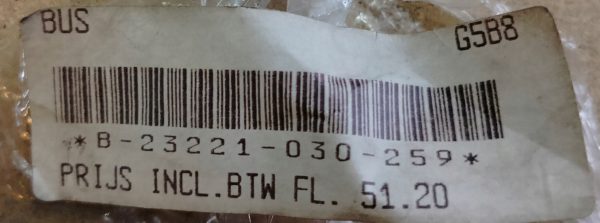 BUS G5B8
*B-23221-030-259*
PRIJS INCL.BTW FL. 51.20